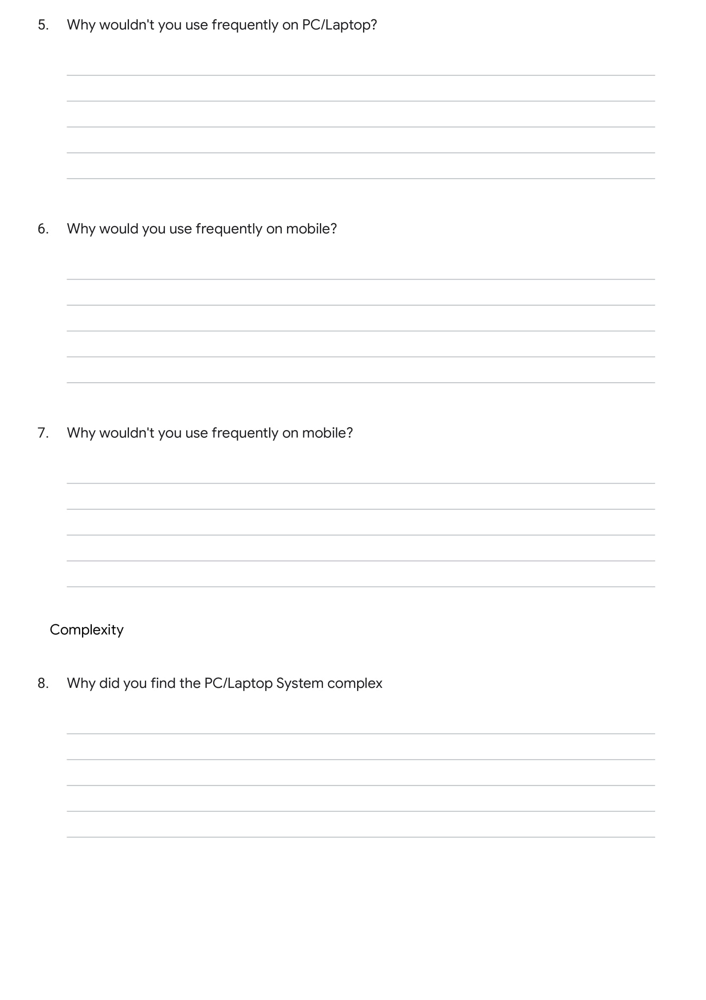 5. Why wouldn't you use frequently on PC/Laptop?
6. Why would you use frequently on mobile?
7. Why wouldn't you use frequently on mobile?
Complexity
8. Why did you find the PC/Laptop System complex